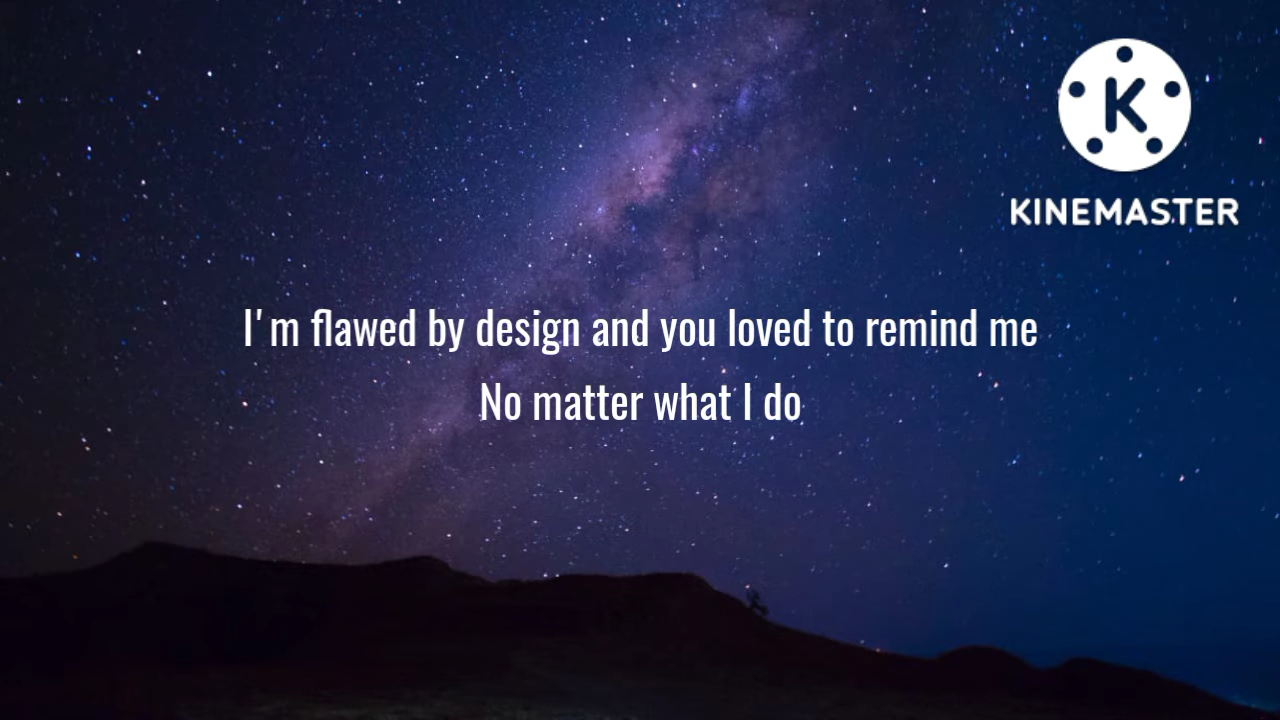 K
KINEMASTER
I'm flawed by design and you loved to remind me
No matter what I do